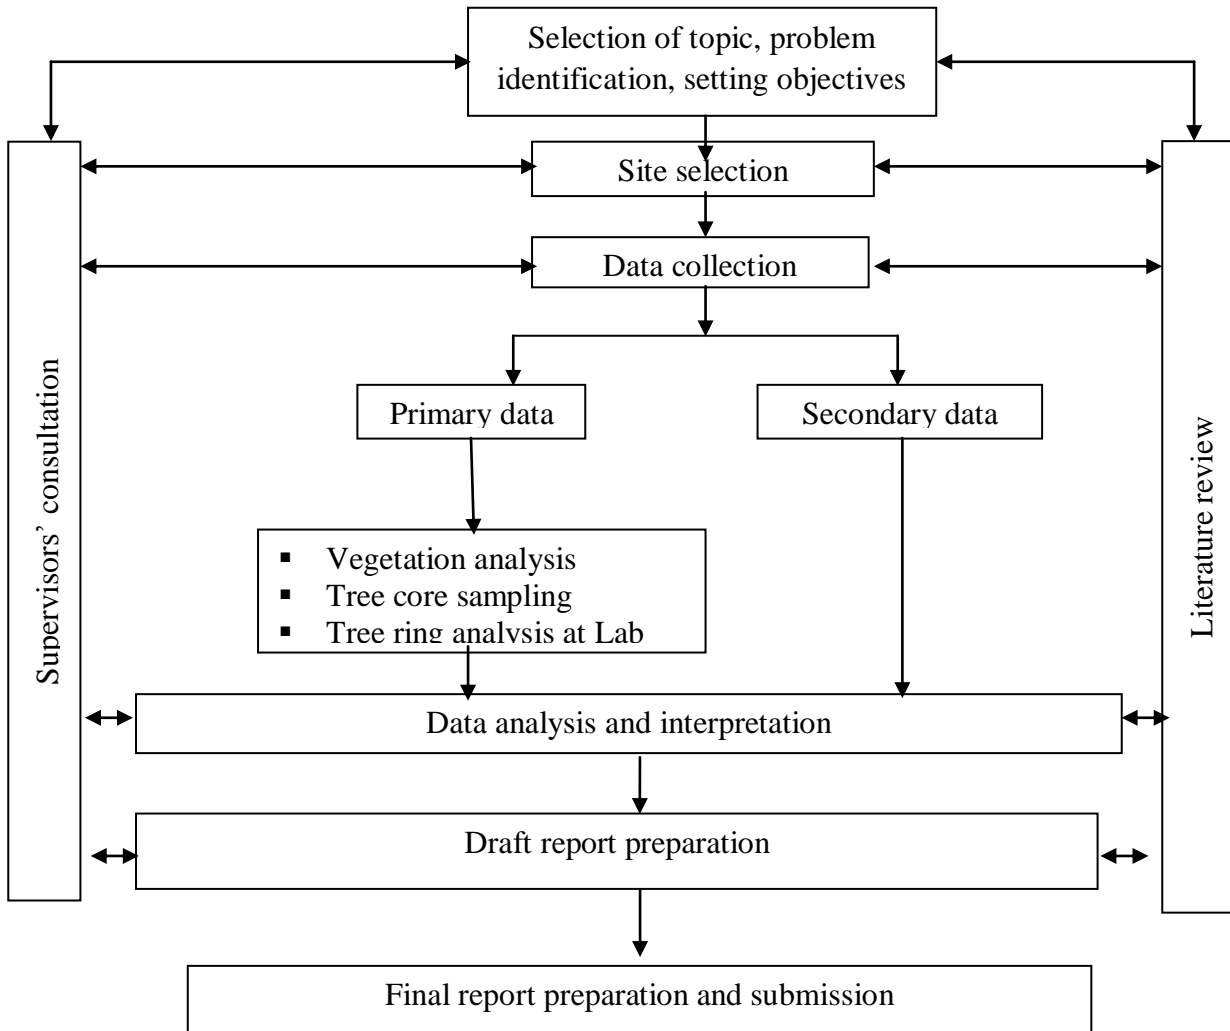 Selection of topic, problem
identification, setting objectives
Site selection
Data collection
Primary data
Secondary data
▪ Vegetation analysis
▪ Tree core sampling
▪ Tree ring analysis at Lab
Data analysis and interpretation
Draft report preparation
Final report preparation and submission
Supervisors’ consultation
Literature review